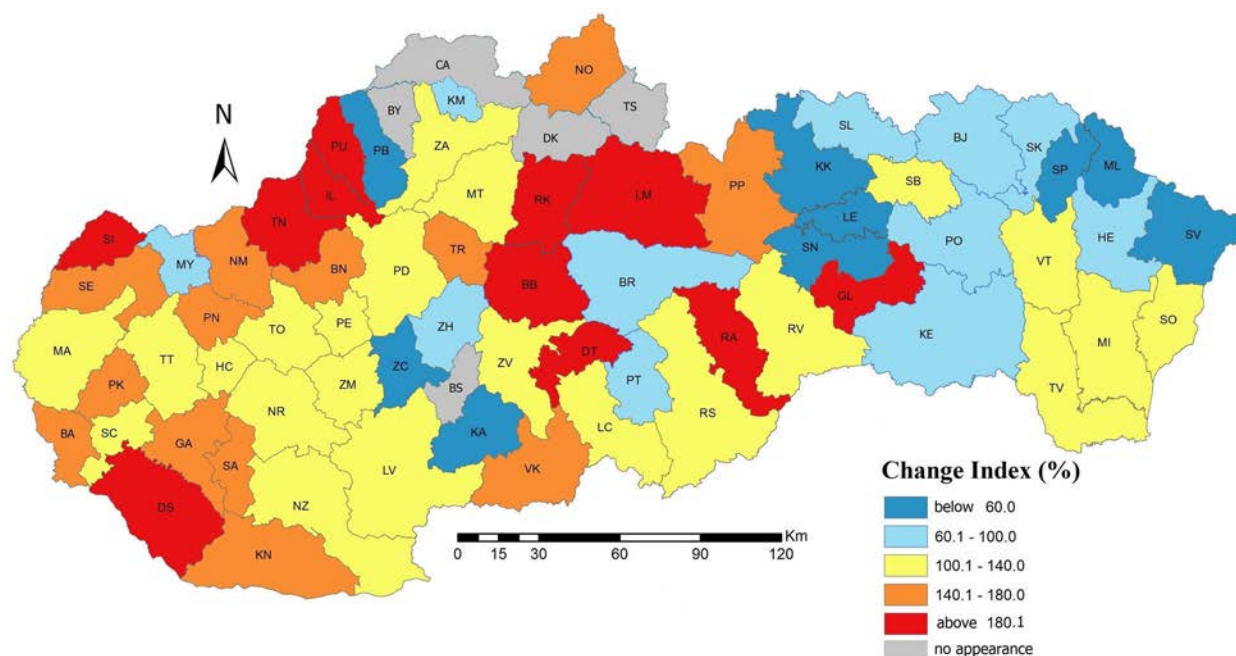 CA
NO
KM
BY
TS
N
DK
SL
BJ
SK
PU
PB
ZA
KK
SP
ML
MT
PP
SB
IL
RK
LM
LE
TN
HE
SV
SI
PO
SN
MY
NM
BN
PD
TR
VT
SE
BB
BR
GL
PN
TO
PE
ZH
RV
SO
MA
RA
KE
MI
TT
HC
ZV
DT
ZC
PT
PK
ZM
BS
TV
NR
RS
BA
SC
LC
GA
KA
SA
LV
VK
DS
NZ
KN
Km
0 15 30 60 90 120
Change Index (%)
below 60.0
60.1 - 100.0
100.1 - 140.0
140.1 - 180.0
above 180.1
no appearance